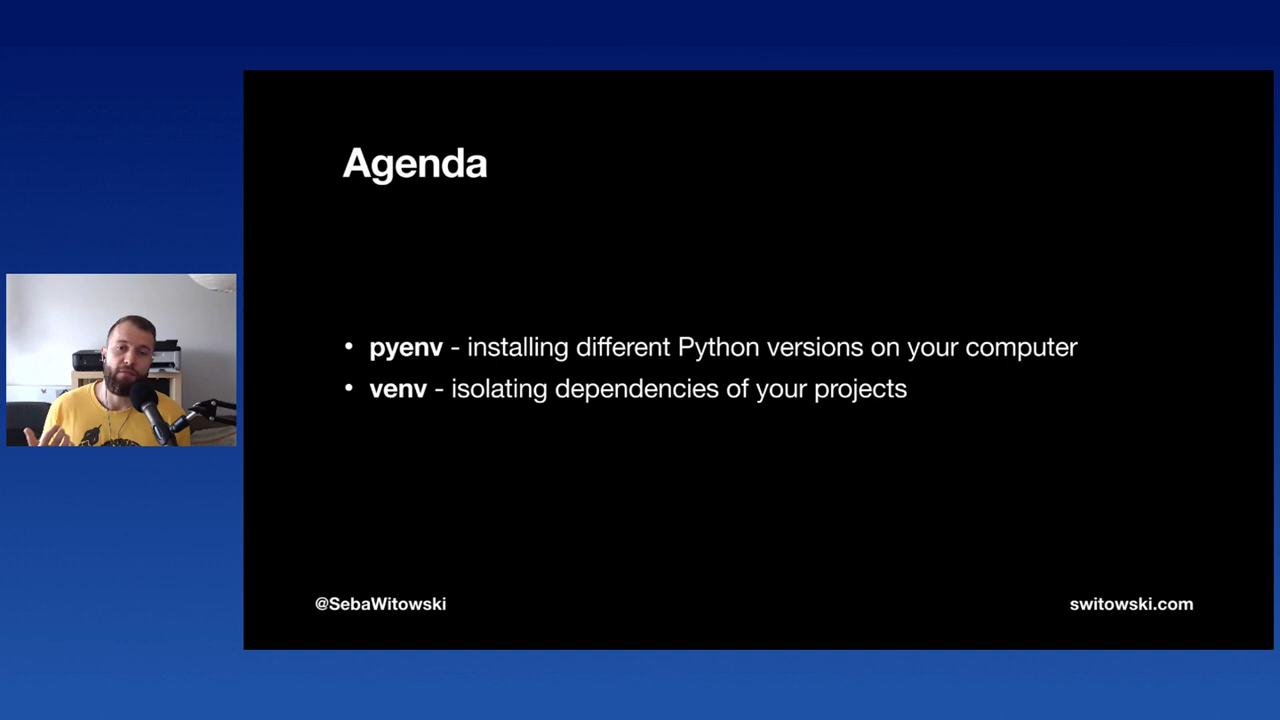 Agenda
• pyenv - installing different Python versions on your computer
• venv - isolating dependencies of your projects
@SebaWitowski
switowski.com